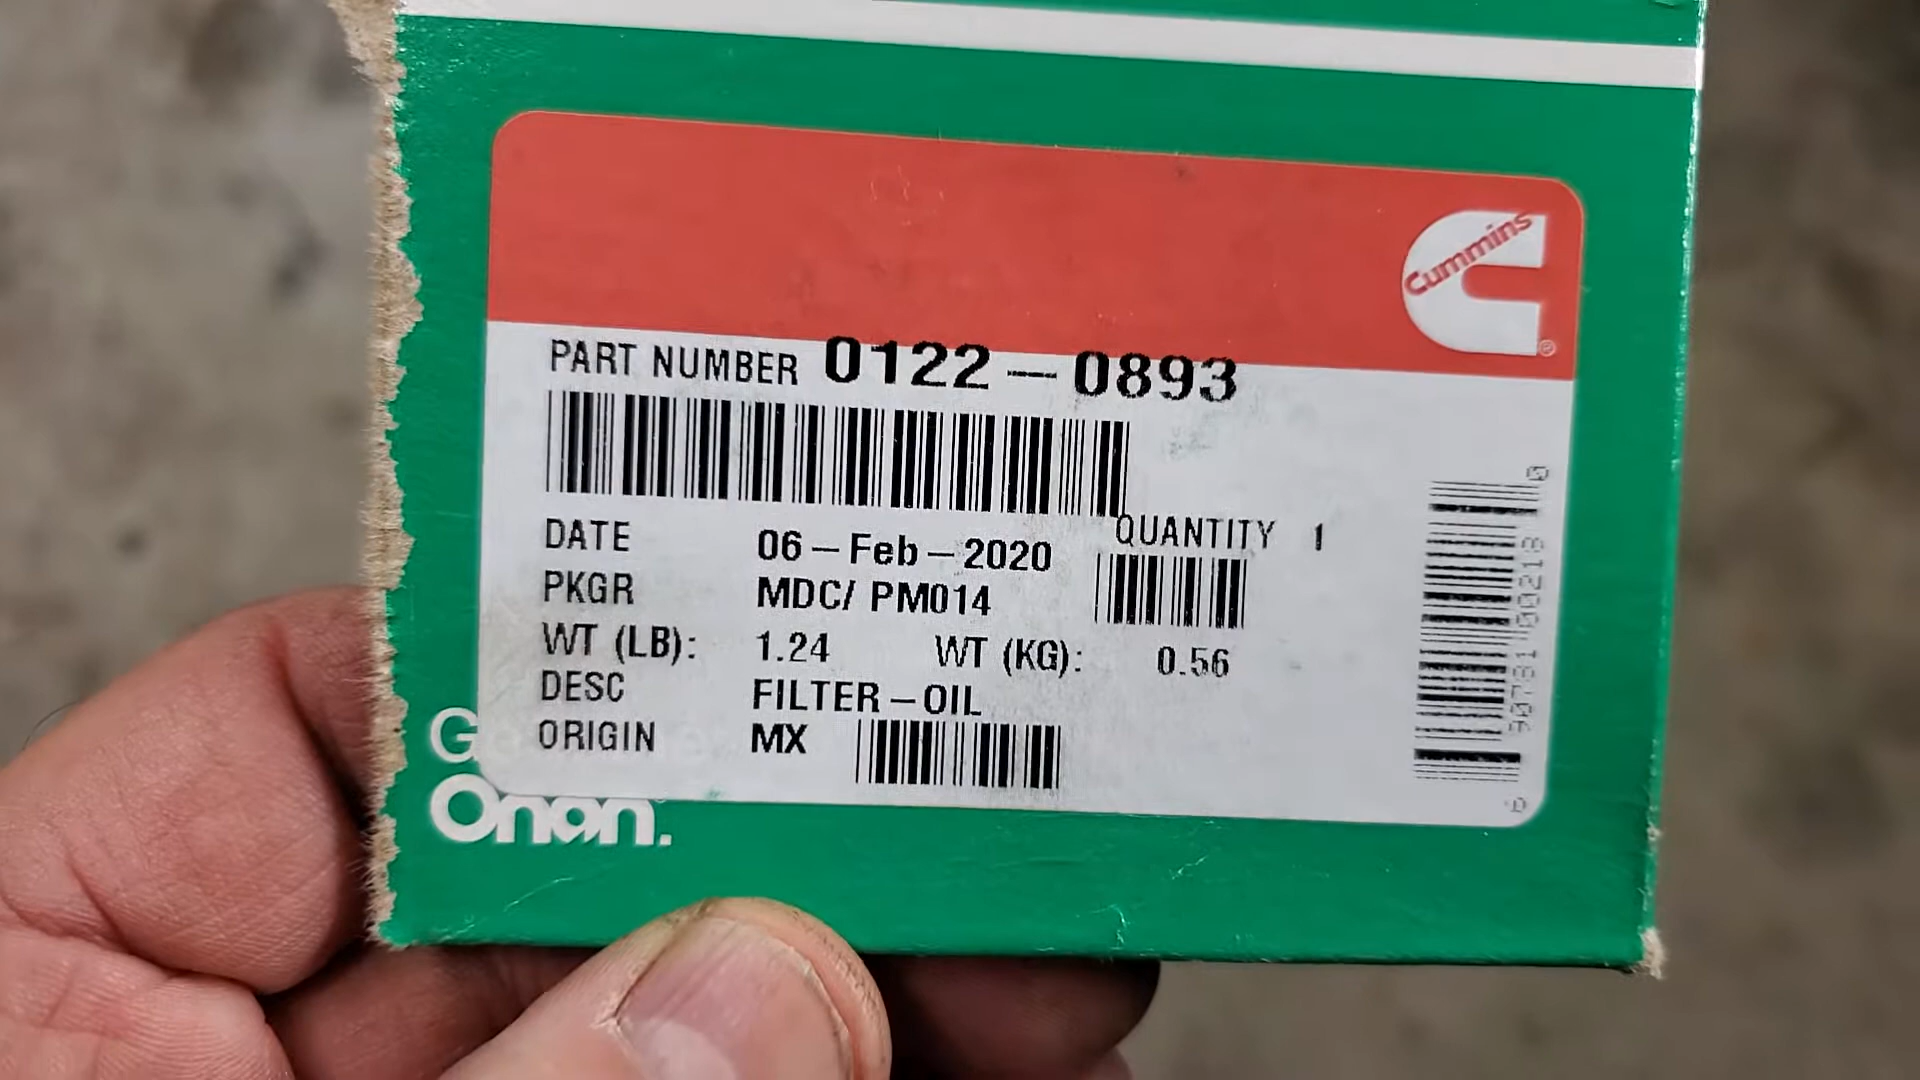 Cummins
®
PART NUMBER 0122-0893
QUANTITY 1
DATE 06-Feb-2020
PKGR MDC/ PM014
WT (LB): 1.24 WT (KG): 0.56
DESC FILTER-OIL
ORIGIN MX
Onan.